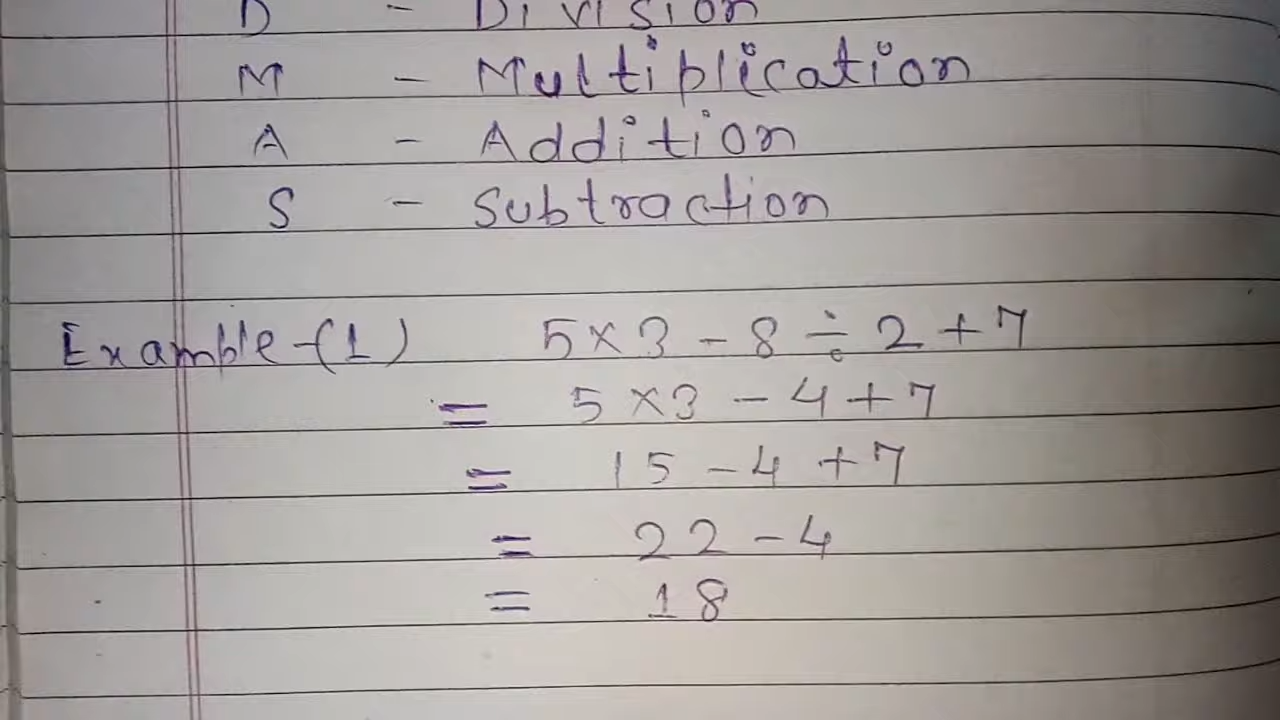 D - Division
M - Multiplication
A - Addition
S - Subtraction
Example-(1) 5×3-8÷2+7
= 5×3-4+7
= 15-4+7
= 22-4
= 18